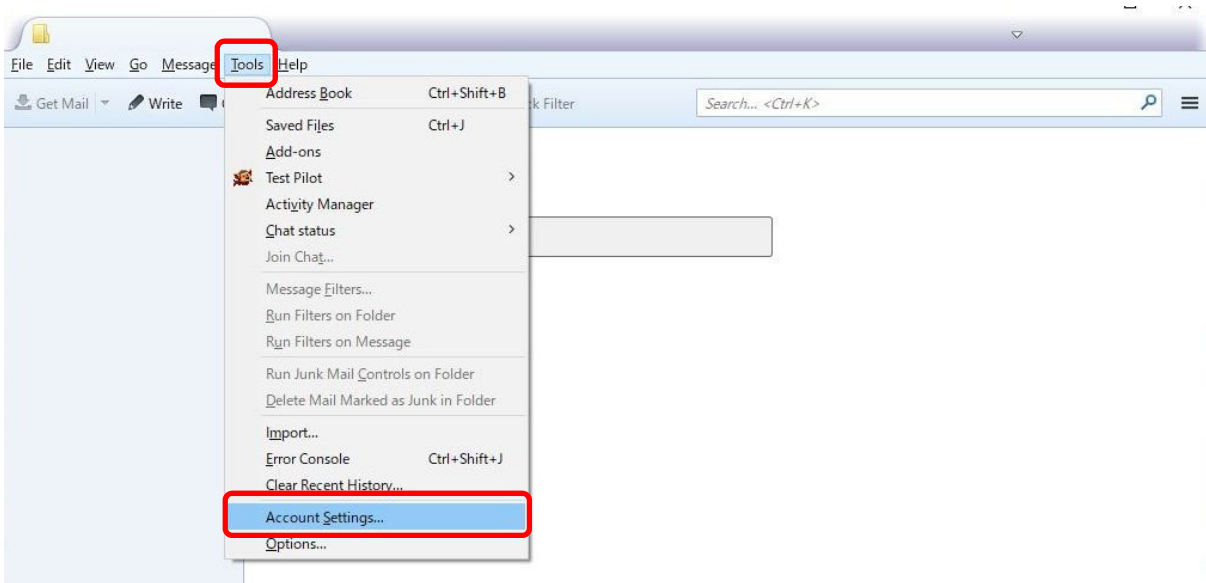 File Edit View Go Message Tools Help
Get Mail Write k Filter Search... <Ctrl+K>
Address Book Ctrl+Shift+B
Saved Files Ctrl+J
Add-ons
Test Pilot
Activity Manager
Chat status
Join Chat...
Message Filters...
Run Filters on Folder
Run Filters on Message
Run Junk Mail Controls on Folder
Delete Mail Marked as Junk in Folder
Import...
Error Console Ctrl+Shift+J
Clear Recent History...
Account Settings...
Options...